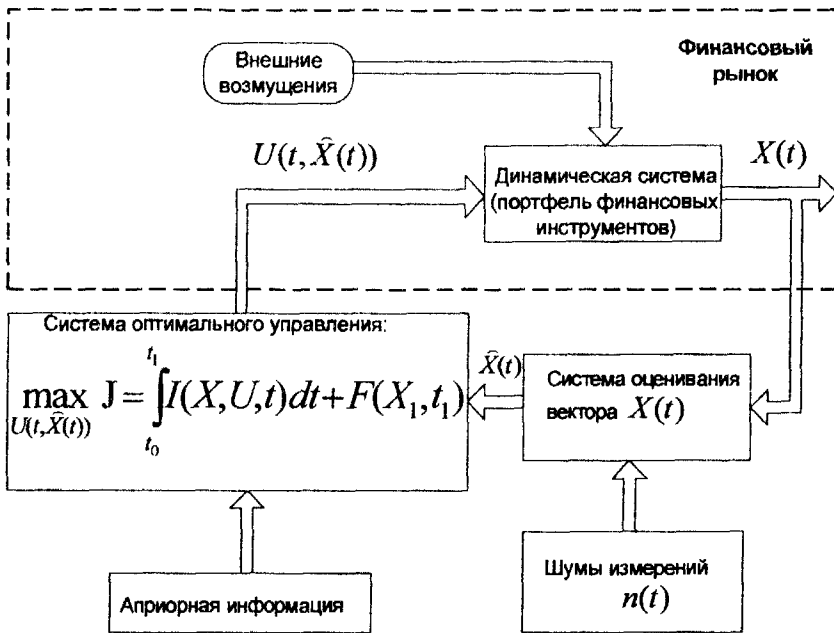 Внешние
возмущения
Финансовый
рынок
U(t, X̂(t))
Динамическая система
(портфель финансовых
инструментов)
X(t)
Система оптимального управления:
max J = ∫ I(X,U,t)dt + F(X₁,t₁)
U(t,X̂(t))
t₁
t₀
X̂(t)
Система оценивания
вектора X(t)
Априорная информация
Шумы измерений
n(t)